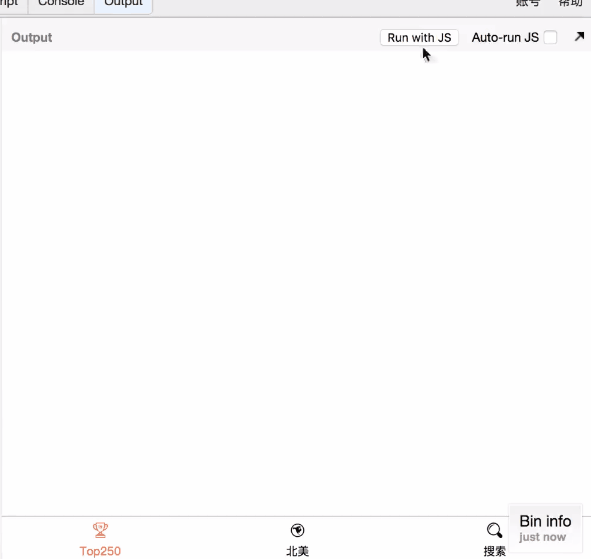 Console Output 账号 帮助
Output Run with JS Auto-run JS
Bin info
just now
Top250 北美 搜索